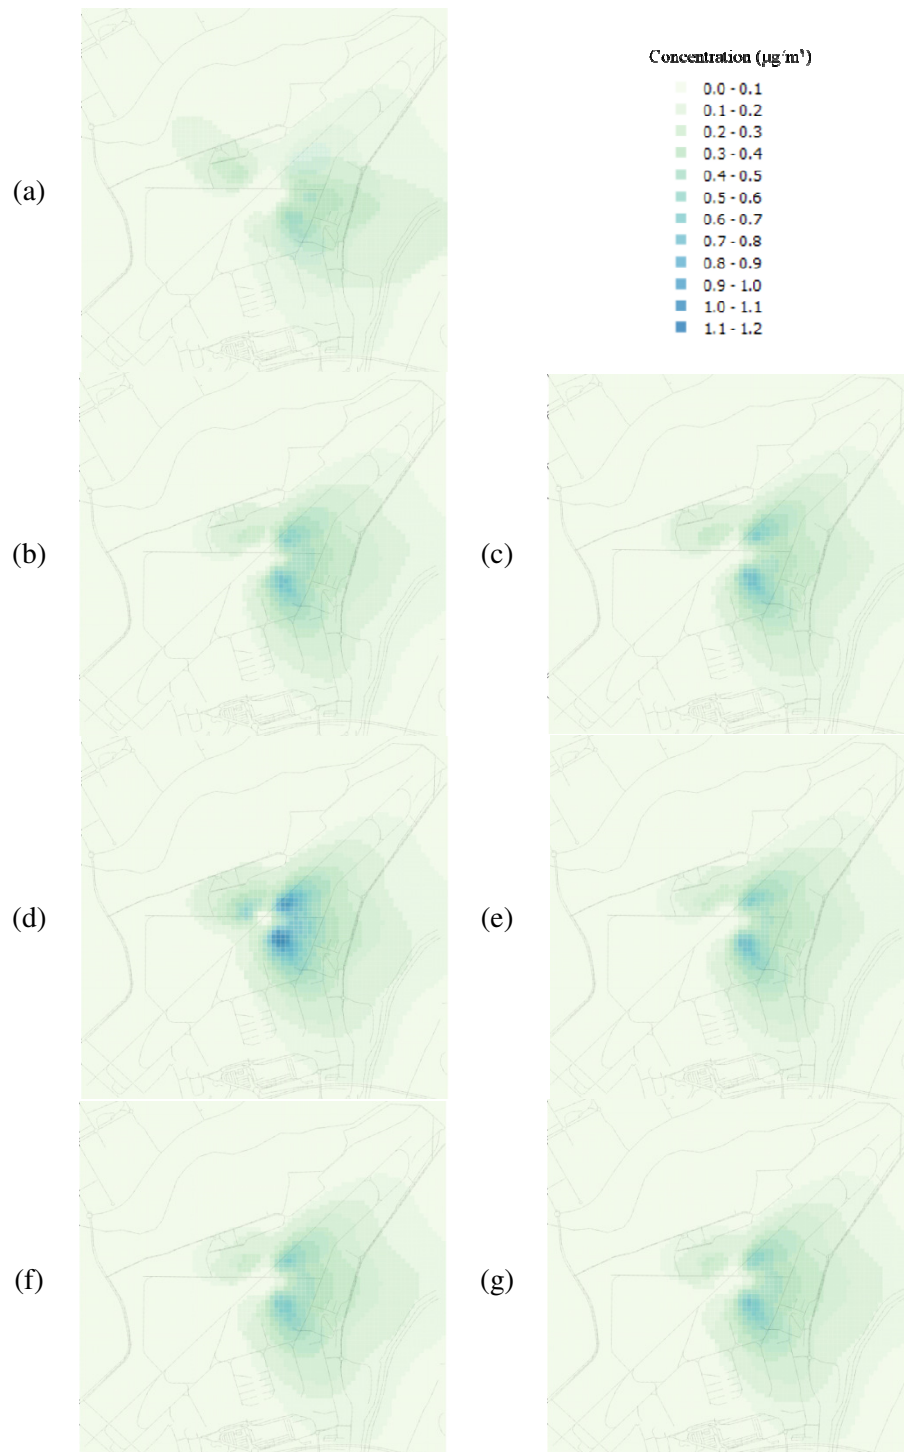 Concentration (µg/m³)
0.0 - 0.1
0.1 - 0.2
0.2 - 0.3
0.3 - 0.4
0.4 - 0.5
0.5 - 0.6
0.6 - 0.7
0.7 - 0.8
0.8 - 0.9
0.9 - 1.0
1.0 - 1.1
1.1 - 1.2
(a)
(b)
(c)
(d)
(e)
(f)
(g)